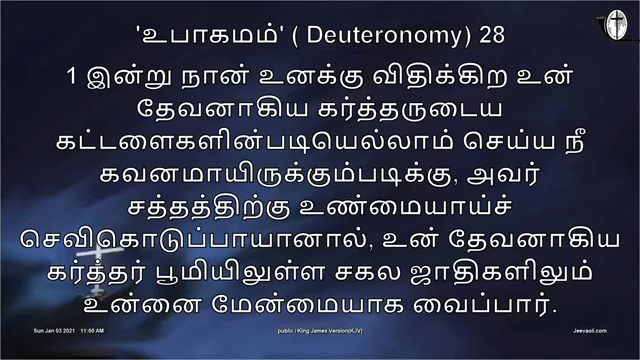 'உபாகமம்' ( Deuteronomy) 28
1 இன்று நான் உனக்கு விதிக்கிற உன்
தேவனாகிய கர்த்தருடைய
கட்டளைகளின்படியெல்லாம் செய்ய நீ
கவனமாயிருக்கும்படிக்கு, அவர்
சத்தத்திற்கு உண்மையாய்ச்
செவிகொடுப்பாயானால், உன் தேவனாகிய
கர்த்தர் பூமியிலுள்ள சகல ஜாதிகளிலும்
உன்னை மேன்மையாக வைப்பார்.
Sun Jan 03 2021 11:00 AM
public / King James Version(KJV)
Jeevaoli.com